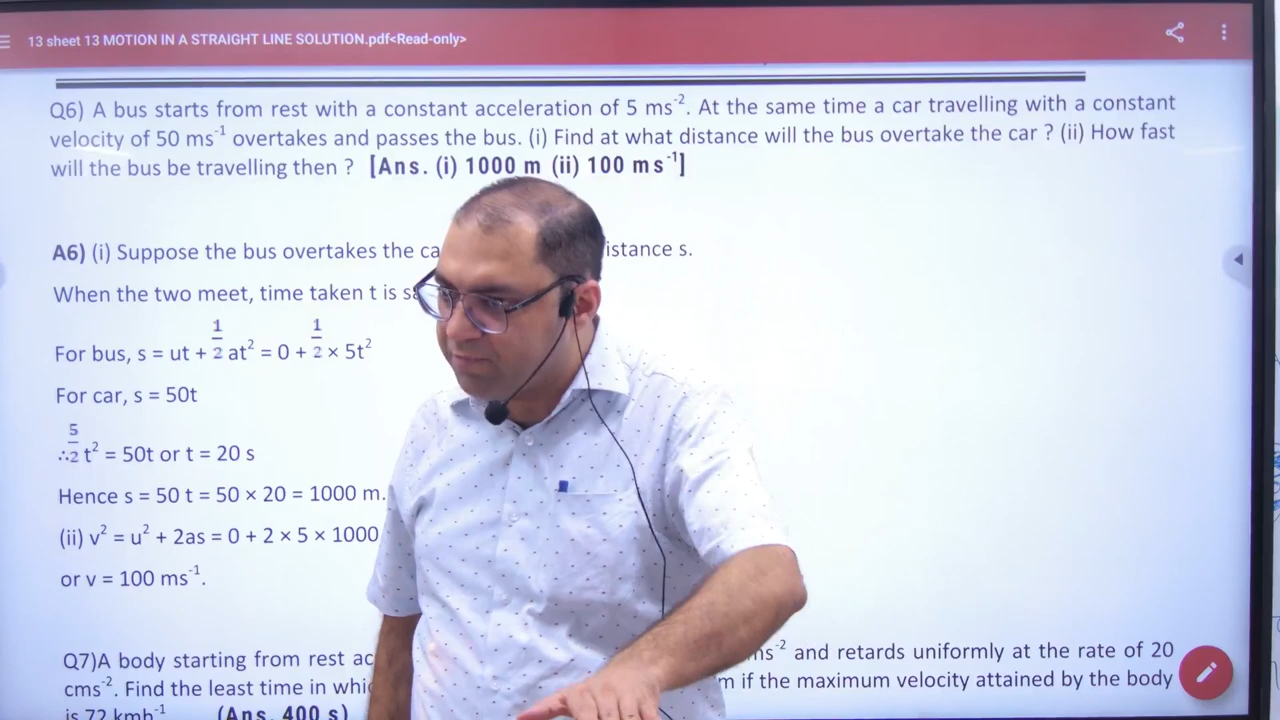 13 sheet 13 MOTION IN A STRAIGHT LINE SOLUTION.pdf<Read-only>
Q6) A bus starts from rest with a constant acceleration of 5 ms⁻². At the same time a car travelling with a constant
velocity of 50 ms⁻¹ overtakes and passes the bus. (i) Find at what distance will the bus overtake the car ? (ii) How fast
will the bus be travelling then ? [Ans. (i) 1000 m (ii) 100 ms⁻¹]
A6) (i) Suppose the bus overtakes the istance s.
When the two meet, time taken t is
For bus, s = ut + 1/2 at² = 0 + 1/2 × 5t²
For car, s = 50t
∴ 5/2 t² = 50t or t = 20 s
Hence s = 50 t = 50 × 20 = 1000 m.
(ii) v² = u² + 2as = 0 + 2 × 5 × 1000
or v = 100 ms⁻¹.
Q7)A body starting from rest ms⁻² and retards uniformly at the rate of 20
cms⁻². Find the least time in m if the maximum velocity attained by the body
is 72 kmh⁻¹ (Ans. 400 s)